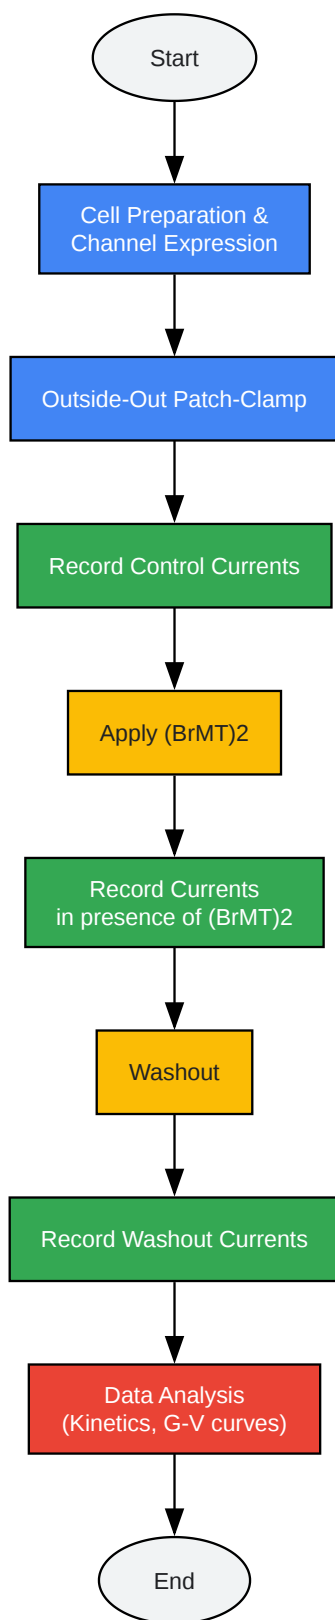 Start
Cell Preparation &
Channel Expression
Outside-Out Patch-Clamp
Record Control Currents
Apply (BrMT)2
Record Currents
in presence of (BrMT)2
Washout
Record Washout Currents
Data Analysis
(Kinetics, G-V curves)
End